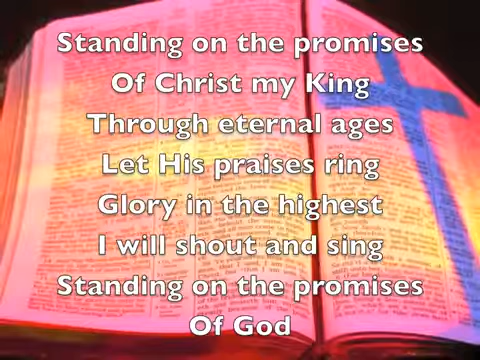 Standing on the promises
Of Christ my King
Through eternal ages
Let His praises ring
Glory in the highest
I will shout and sing
Standing on the promises
Of God